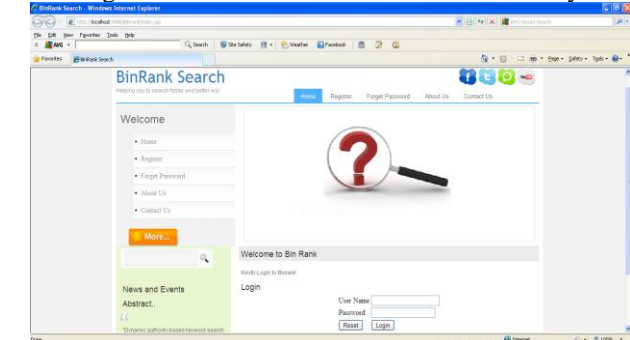 BinRank Search - Windows Internet Explorer
File Edit View Favorites Tools Help
AVG Search Site Safety Weather Facebook
Favorites BinRank Search
Page Safety Tools
BinRank Search
Helping you to search faster and better way
Home Register Forget Password About Us Contact Us
Welcome
Home
Register
Forget Password
About Us
Contact Us
More...
Welcome to Bin Rank
Kindly Login to Binrank
News and Events
Login
Abstract..
User Name
Password
Reset Login
"Dynamic authority-based keyword search
Done Internet 100%